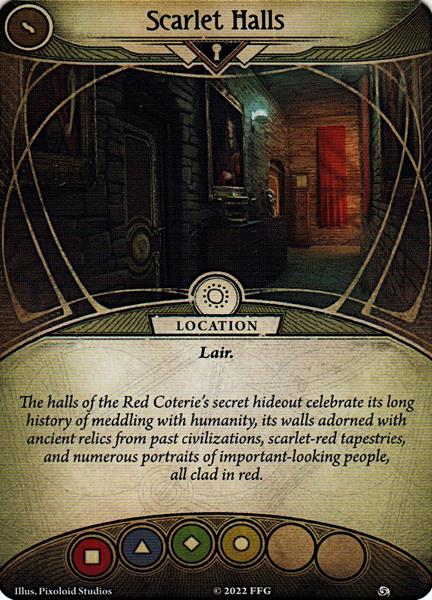 Scarlet Halls
LOCATION
Lair.
The halls of the Red Coterie's secret hideout celebrate its long
history of meddling with humanity, its walls adorned with
ancient relics from past civilizations, scarlet-red tapestries,
and numerous portraits of important-looking people,
all clad in red.
Illus. Pixoloid Studios
© 2022 FFG